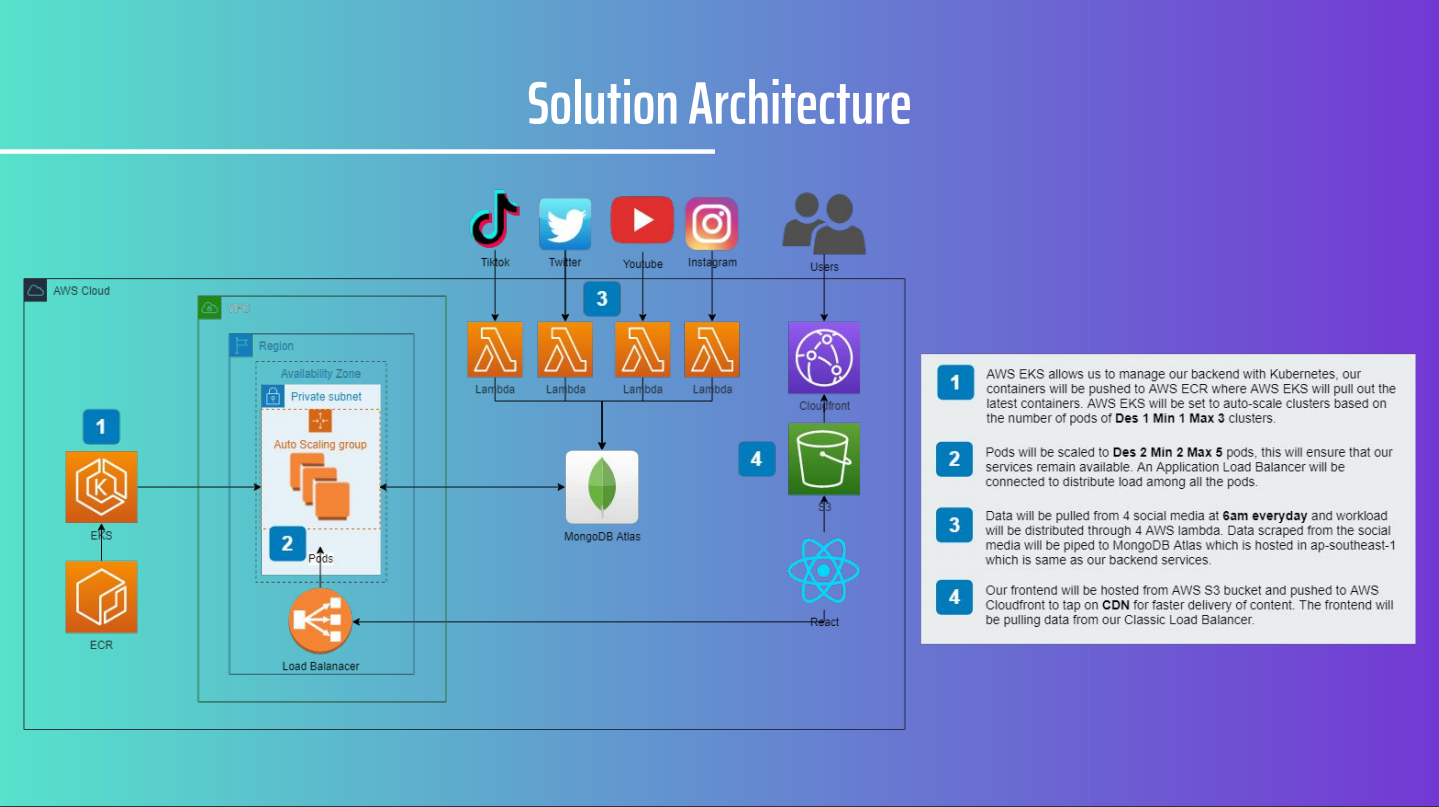 Solution Architecture
Tiktok
Twitter
Youtube
Instagram
Users
AWS Cloud
VPC
3
Region
Availability Zone
Private subnet
Lambda
Lambda
Lambda
Lambda
Cloudfront
1
Auto Scaling group
4
EKS
S3
2
Pods
MongoDB Atlas
React
ECR
Load Balanacer
1
AWS EKS allows us to manage our backend with Kubernetes, our
containers will be pushed to AWS ECR where AWS EKS will pull out the
latest containers. AWS EKS will be set to auto-scale clusters based on
the number of pods of Des 1 Min 1 Max 3 clusters.
2
Pods will be scaled to Des 2 Min 2 Max 5 pods, this will ensure that our
services remain available. An Application Load Balancer will be
connected to distribute load among all the pods.
3
Data will be pulled from 4 social media at 6am everyday and workload
will be distributed through 4 AWS lambda. Data scraped from the social
media will be piped to MongoDB Atlas which is hosted in ap-southeast-1
which is same as our backend services.
4
Our frontend will be hosted from AWS S3 bucket and pushed to AWS
Cloudfront to tap on CDN for faster delivery of content. The frontend will
be pulling data from our Classic Load Balancer.